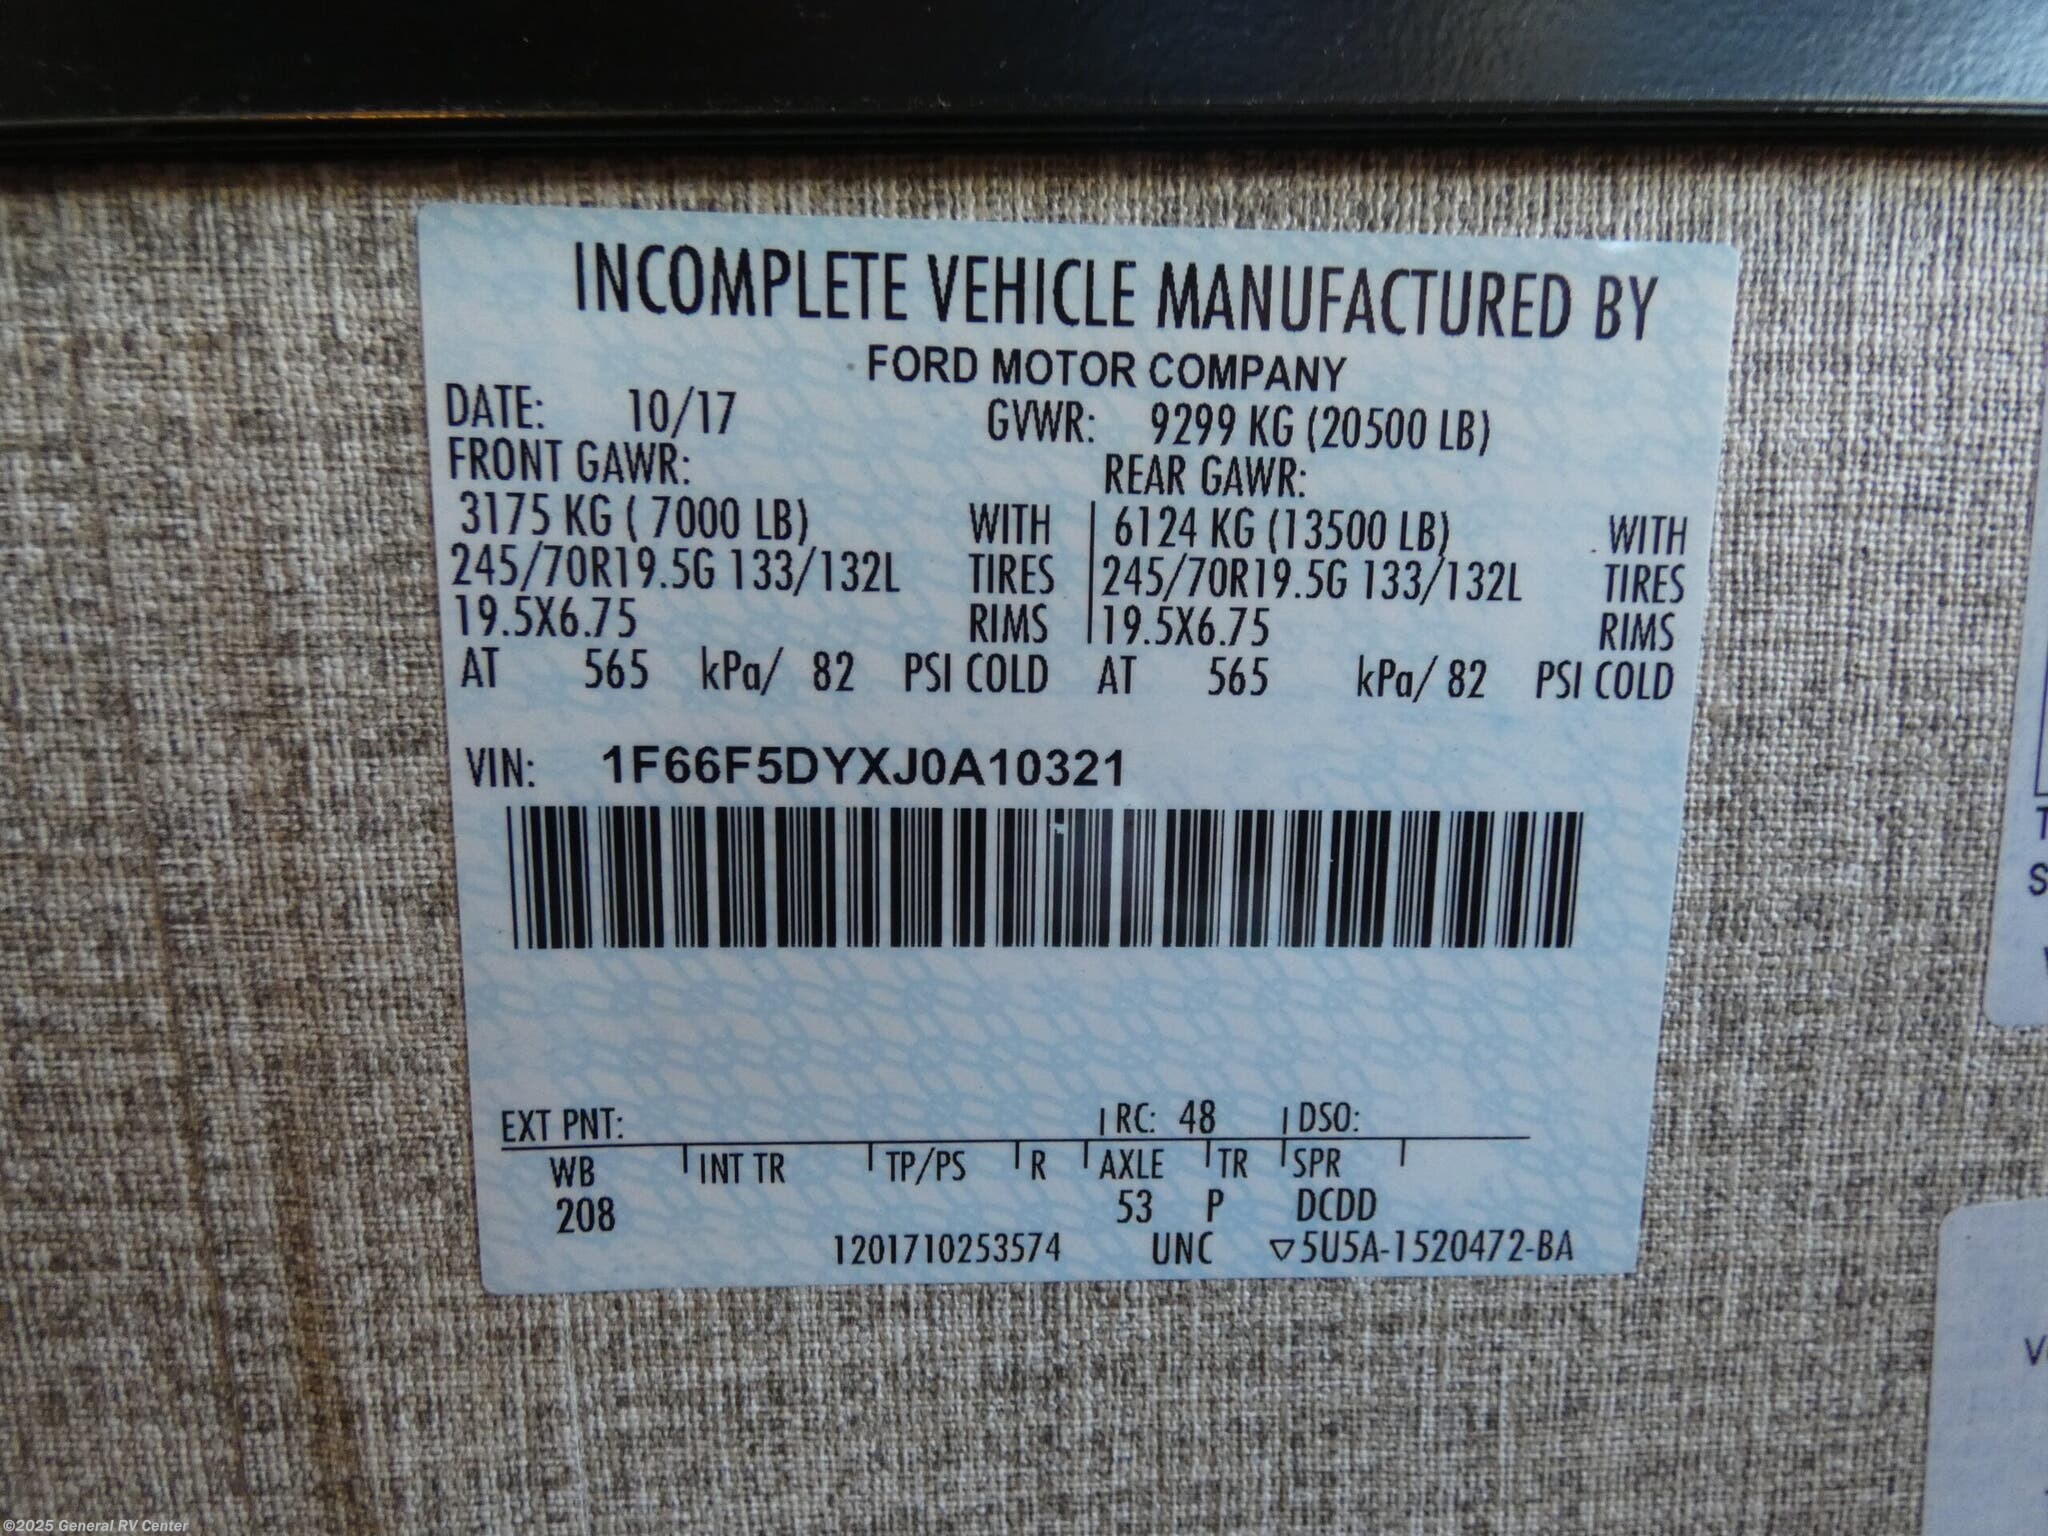 INCOMPLETE VEHICLE MANUFACTURED BY
FORD MOTOR COMPANY
DATE: 10/17 GVWR: 9299 KG (20500 LB)
FRONT GAWR: REAR GAWR:
3175 KG ( 7000 LB) WITH 6124 KG (13500 LB) WITH
245/70R19.5G 133/132L TIRES 245/70R19.5G 133/132L TIRES
19.5X6.75 RIMS 19.5X6.75 RIMS
AT 565 kPa/ 82 PSI COLD AT 565 kPa/ 82 PSI COLD
VIN: 1F66F5DYXJ0A10321
EXT PNT: RC: 48 DSO:
WB INT TR TP/PS R AXLE TR SPR
208 53 P DCDD
1201710253574 UNC ▽5U5A-1520472-BA
©2025 General RV Center